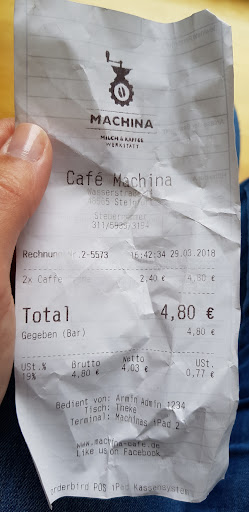 MACHINA
MILCH & KAFFEE
WERKSTATT
Café Machina
Steuernummer
Rechnungsnr. 2-5573 16:42:34 29.03.2018
2x Caffe 2,40 € 4,80 €
Total 4,80 €
Gegeben (Bar) 4,80 €
USt.% Brutto Netto USt.
19% 4,80 € 4,03 € 0,77 €
Bedient von: Armin Admin 1234
Tisch: Theke
Terminal: Machinas iPad 2
www.machina-cafe.de
Like us on Facebook.
orderbird POS iPad Kassensystem